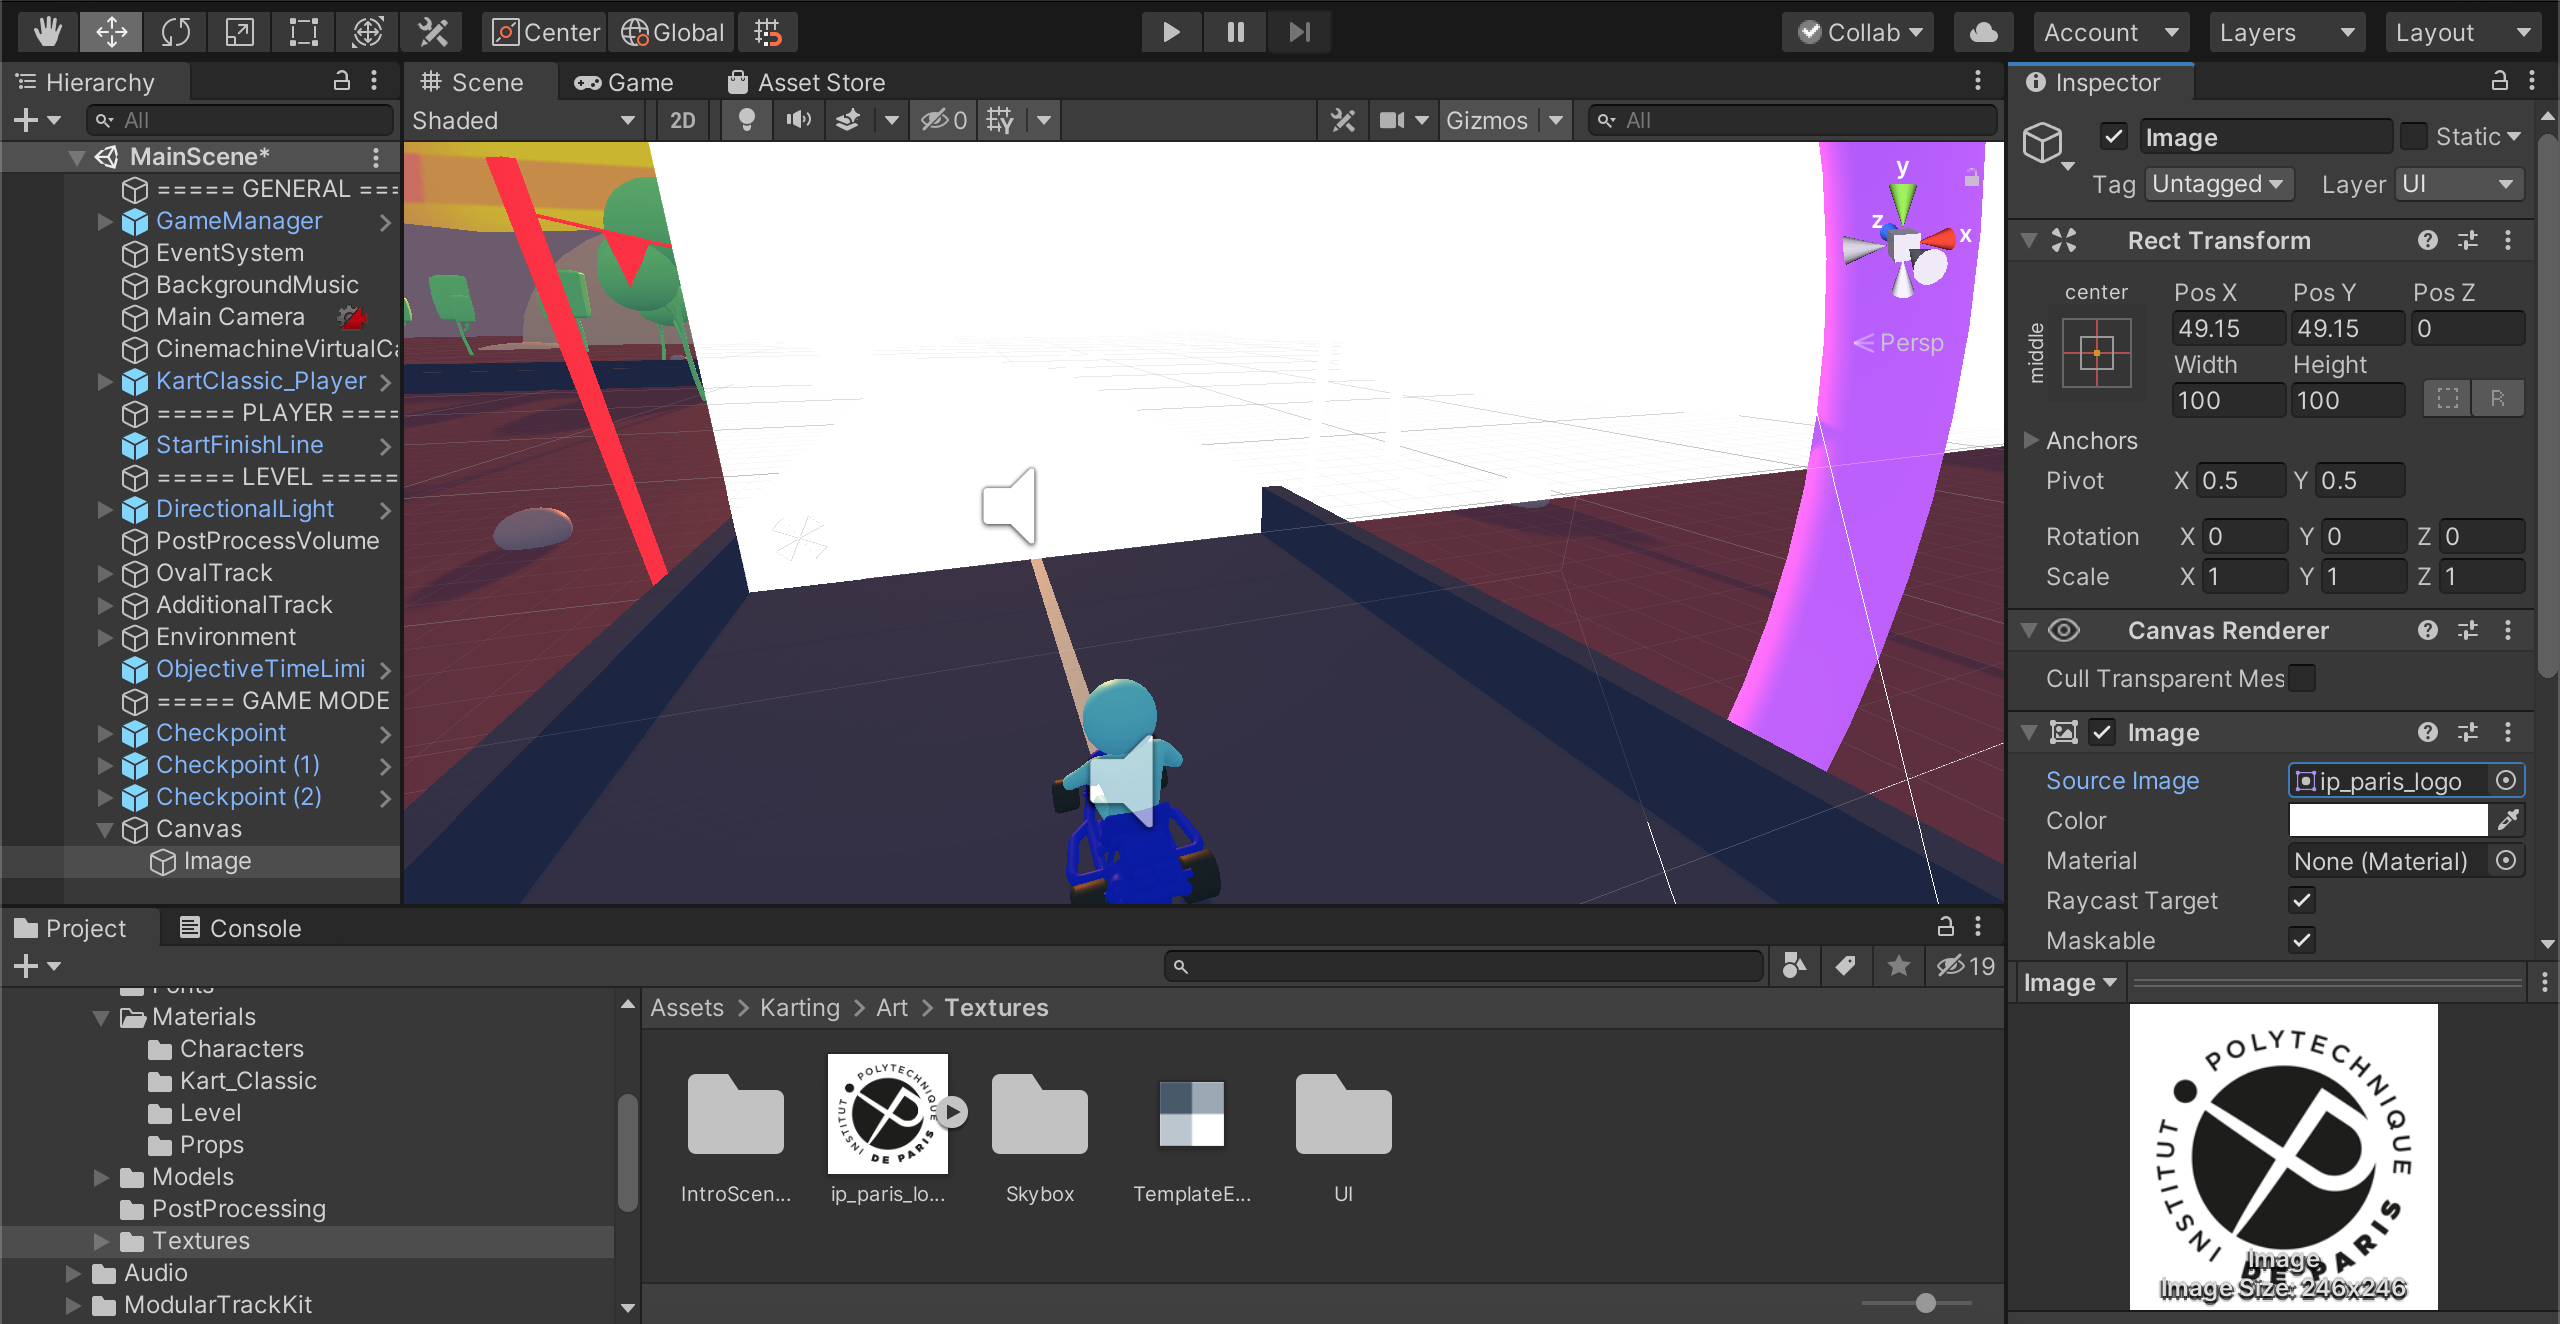 Center Global Collab Account Layers Layout
Hierarchy
All
MainScene*
===== GENERAL ===
GameManager
EventSystem
BackgroundMusic
Main Camera
CinemachineVirtualCa
KartClassic_Player
===== PLAYER ====
StartFinishLine
===== LEVEL =====
DirectionalLight
PostProcessVolume
OvalTrack
AdditionalTrack
Environment
ObjectiveTimeLimi
===== GAME MODE
Checkpoint
Checkpoint (1)
Checkpoint (2)
Canvas
Image
Scene Game Asset Store
Shaded 2D 0 Gizmos All
y
z
x
Persp
Inspector
Image Static
Tag Untagged Layer UI
Rect Transform
center
middle
Pos X Pos Y Pos Z
49.15 49.15 0
Width Height
100 100 R
Anchors
Pivot X 0.5 Y 0.5
Rotation X 0 Y 0 Z 0
Scale X 1 Y 1 Z 1
Canvas Renderer
Cull Transparent Mes
Image
Source Image ip_paris_logo
Color
Material None (Material)
Raycast Target
Maskable
Image
INSTITUT
POLYTECHNIQUE
DE PARIS
Image
Image Size: 246x246
Project Console
19
Fonts
Materials
Characters
Kart_Classic
Level
Props
Models
PostProcessing
Textures
Audio
ModularTrackKit
Assets > Karting > Art > Textures
INSTITUT
POLYTECHNIQUE
DE PARIS
IntroScen... ip_paris_lo... Skybox TemplateE... UI